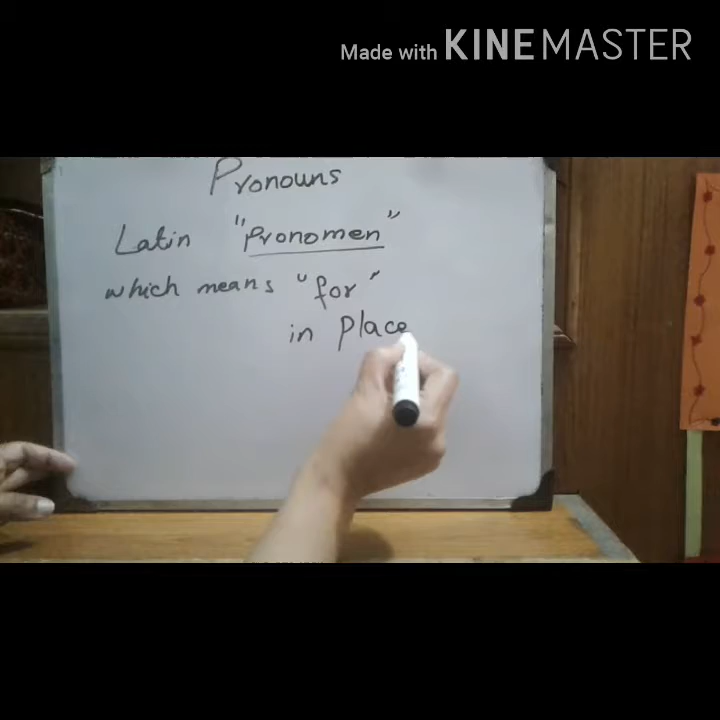 Made with KINEMASTER
Pronouns
Latin "Pronomen"
which means "for"
in Place